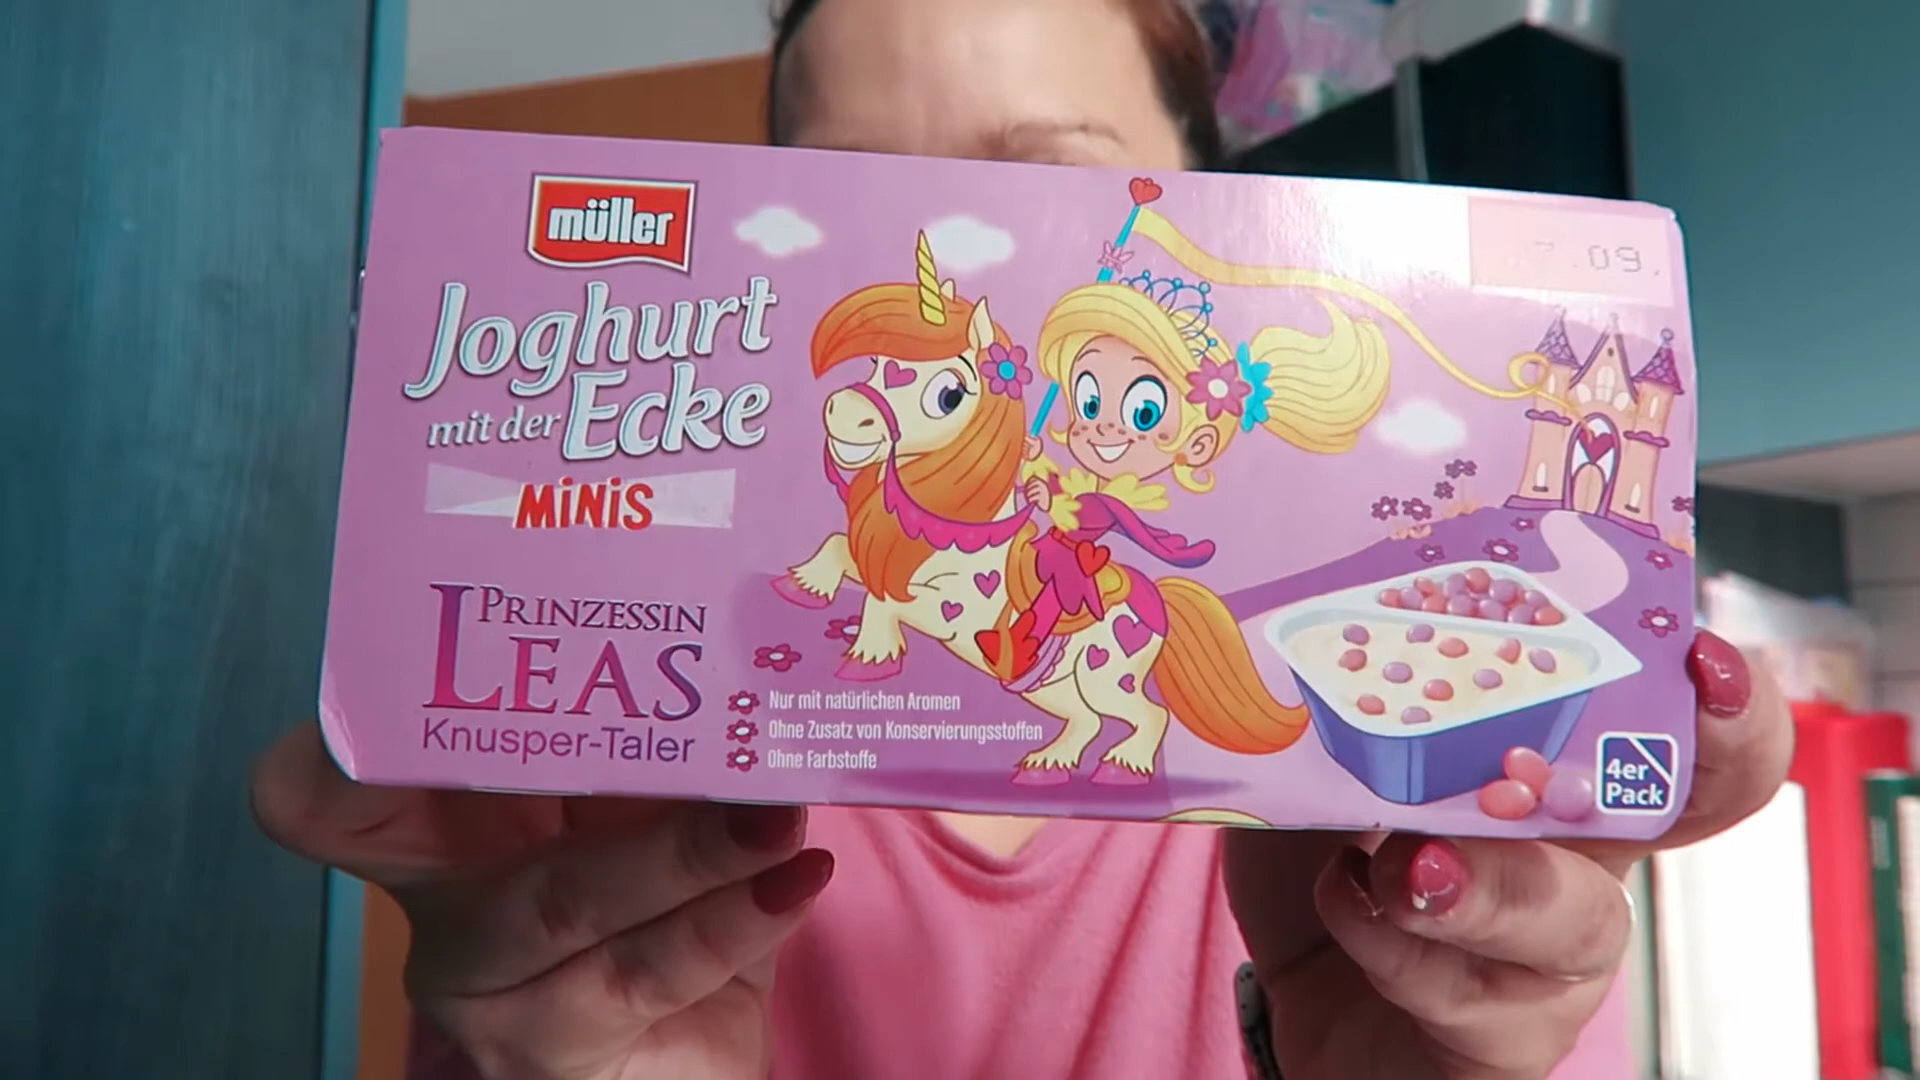 müller
Joghurt
mit der Ecke
MiNiS
PRINZESSIN
LEAS
Knusper-Taler
Nur mit natürlichen Aromen
Ohne Zusatz von Konservierungsstoffen
Ohne Farbstoffe
09.
4er
Pack